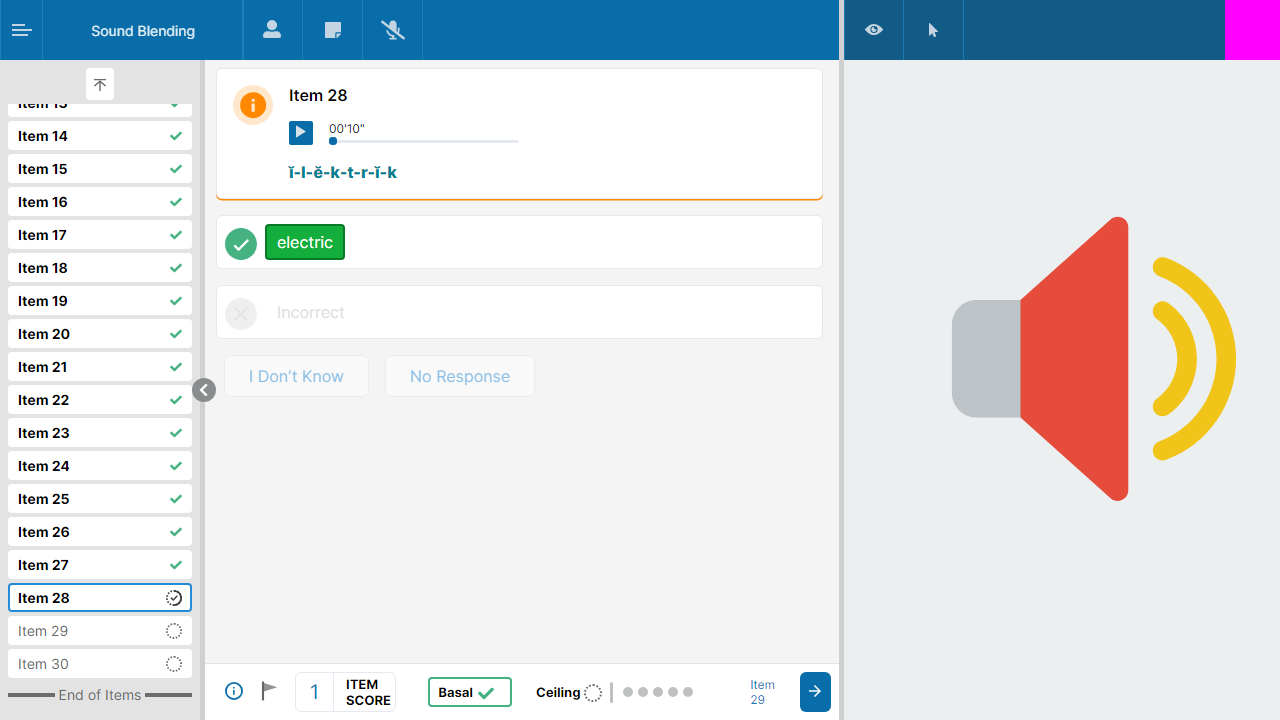 Sound Blending
Item 14
Item 15
Item 16
Item 17
Item 18
Item 19
Item 20
Item 21
Item 22
Item 23
Item 24
Item 25
Item 26
Item 27
Item 28
Item 29
Item 30
End of Items
Item 28
00'10"
ĭ-l-ĕ-k-t-r-ĭ-k
electric
Incorrect
I Don't Know
No Response
1
ITEM
SCORE
Basal
Ceiling
Item
29